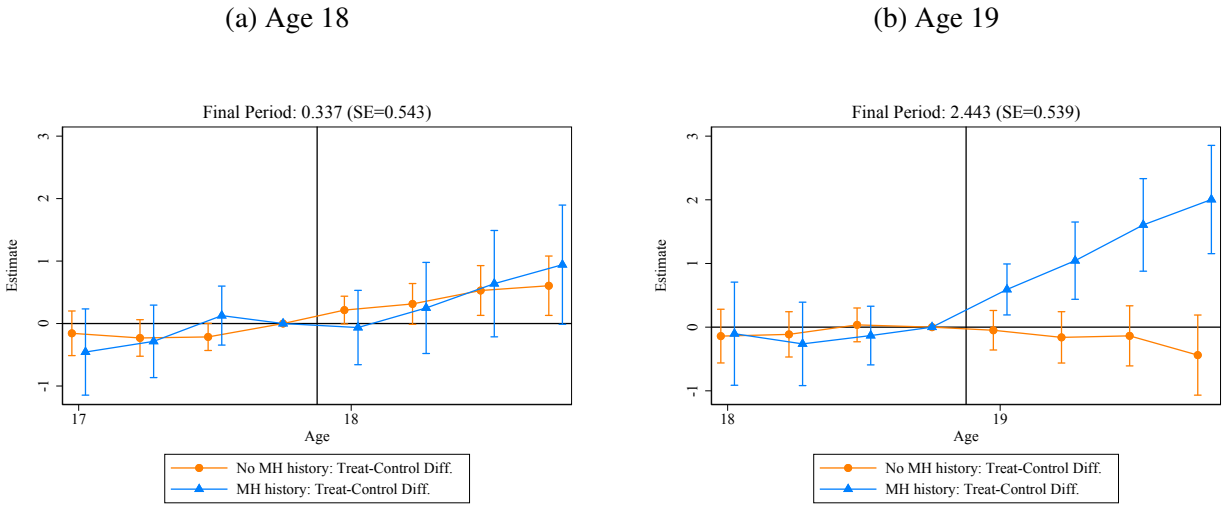 (a) Age 18
Final Period: 0.337 (SE=0.543)
Estimate
3
2
1
0
-1
17
18
Age
No MH history: Treat-Control Diff.
MH history: Treat-Control Diff.
(b) Age 19
Final Period: 2.443 (SE=0.539)
Estimate
3
2
1
0
-1
18
19
Age
No MH history: Treat-Control Diff.
MH history: Treat-Control Diff.